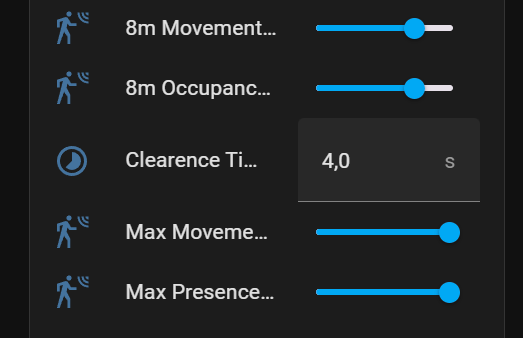 8m Movement...
8m Occupanc...
Clearence Ti...
4,0 s
Max Moveme...
Max Presence...